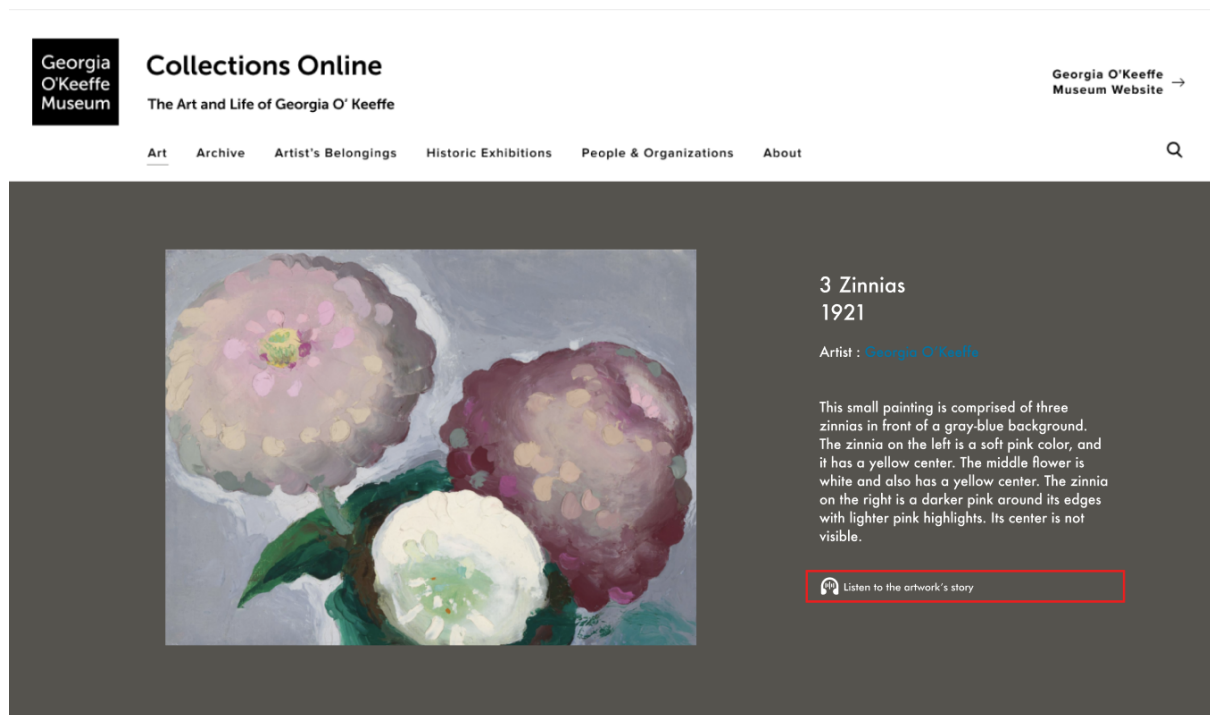 Georgia
O'Keeffe
Museum
Collections Online
The Art and Life of Georgia O' Keeffe
Georgia O'Keeffe
Museum Website
Art Archive Artist's Belongings Historic Exhibitions People & Organizations About
3 Zinnias
1921
Artist : Georgia O'Keeffe
This small painting is comprised of three
zinnias in front of a gray-blue background.
The zinnia on the left is a soft pink color, and
it has a yellow center. The middle flower is
white and also has a yellow center. The zinnia
on the right is a darker pink around its edges
with lighter pink highlights. Its center is not
visible.
Listen to the artwork's story